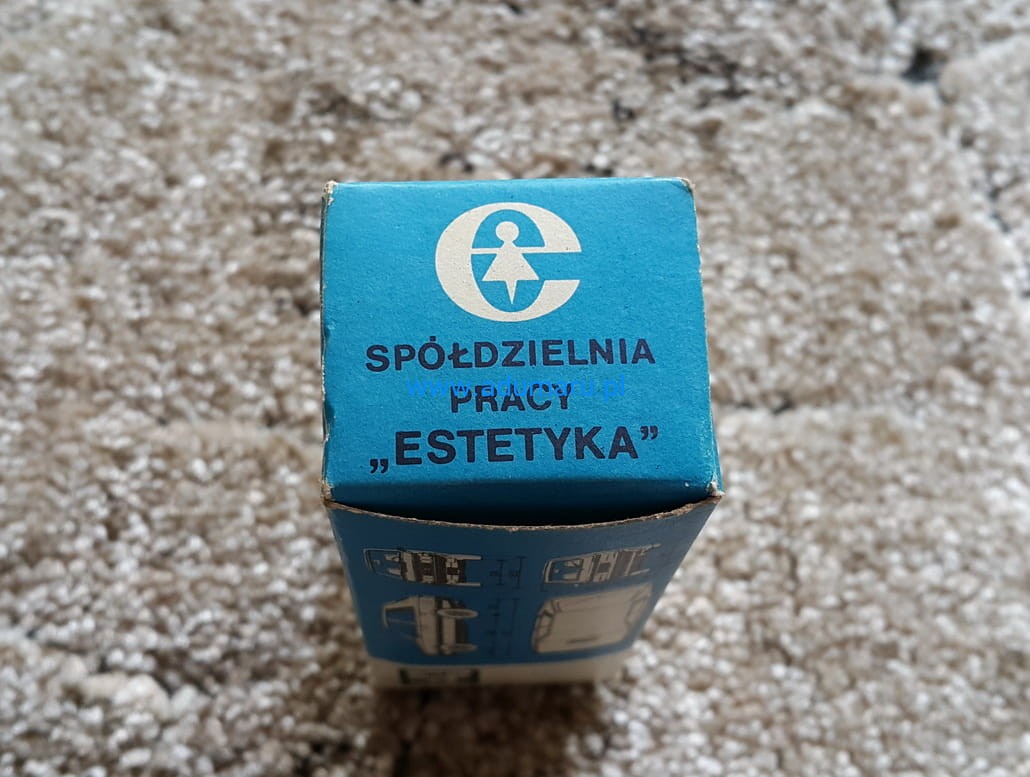 e
SPÓŁDZIELNIA
PRACY
„ESTETYKA”